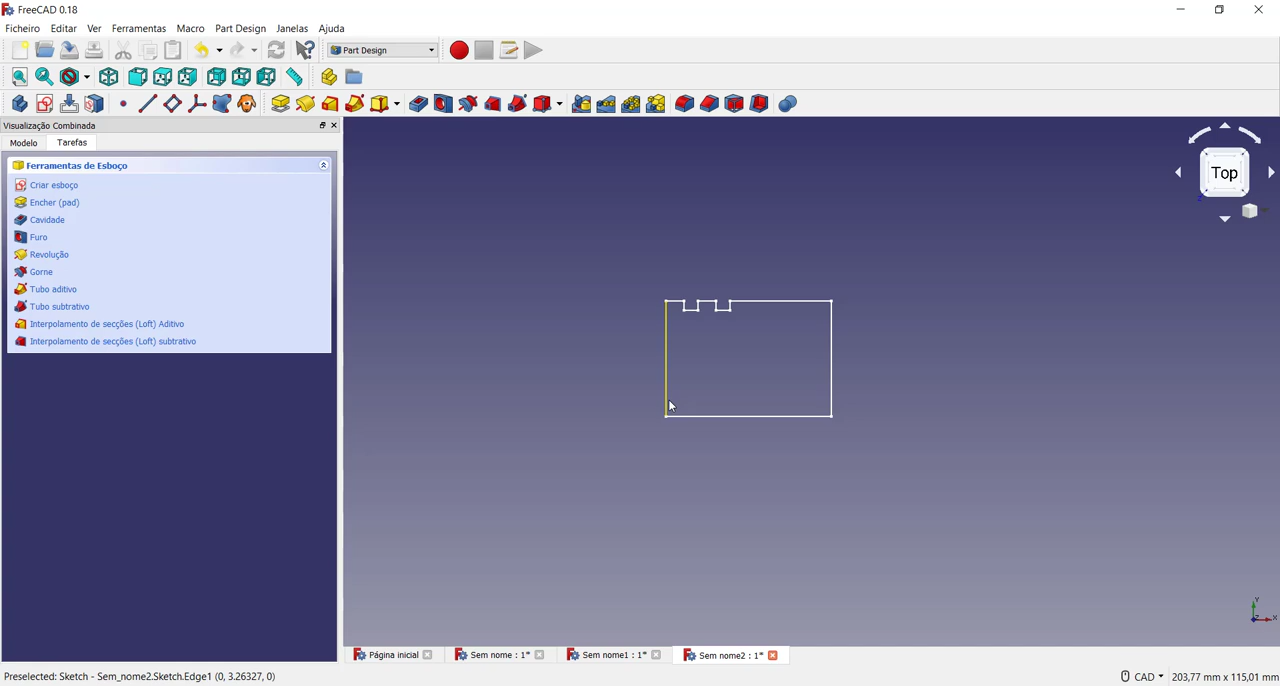 FreeCAD 0.18
Ficheiro Editar Ver Ferramentas Macro Part Design Janelas Ajuda
Part Design
Visualização Combinada
Modelo Tarefas
Ferramentas de Esboço
Criar esboço
Encher (pad)
Cavidade
Furo
Revolução
Gorne
Tubo aditivo
Tubo subtrativo
Interpolamento de secções (Loft) Aditivo
Interpolamento de secções (Loft) subtrativo
Top
Z
Y
Z X
Página inicial Sem nome : 1* Sem nome1 : 1* Sem nome2 : 1*
Preselected: Sketch - Sem_nome2.Sketch.Edge1 (0, 3.26327, 0) CAD 203,77 mm x 115,01 mm